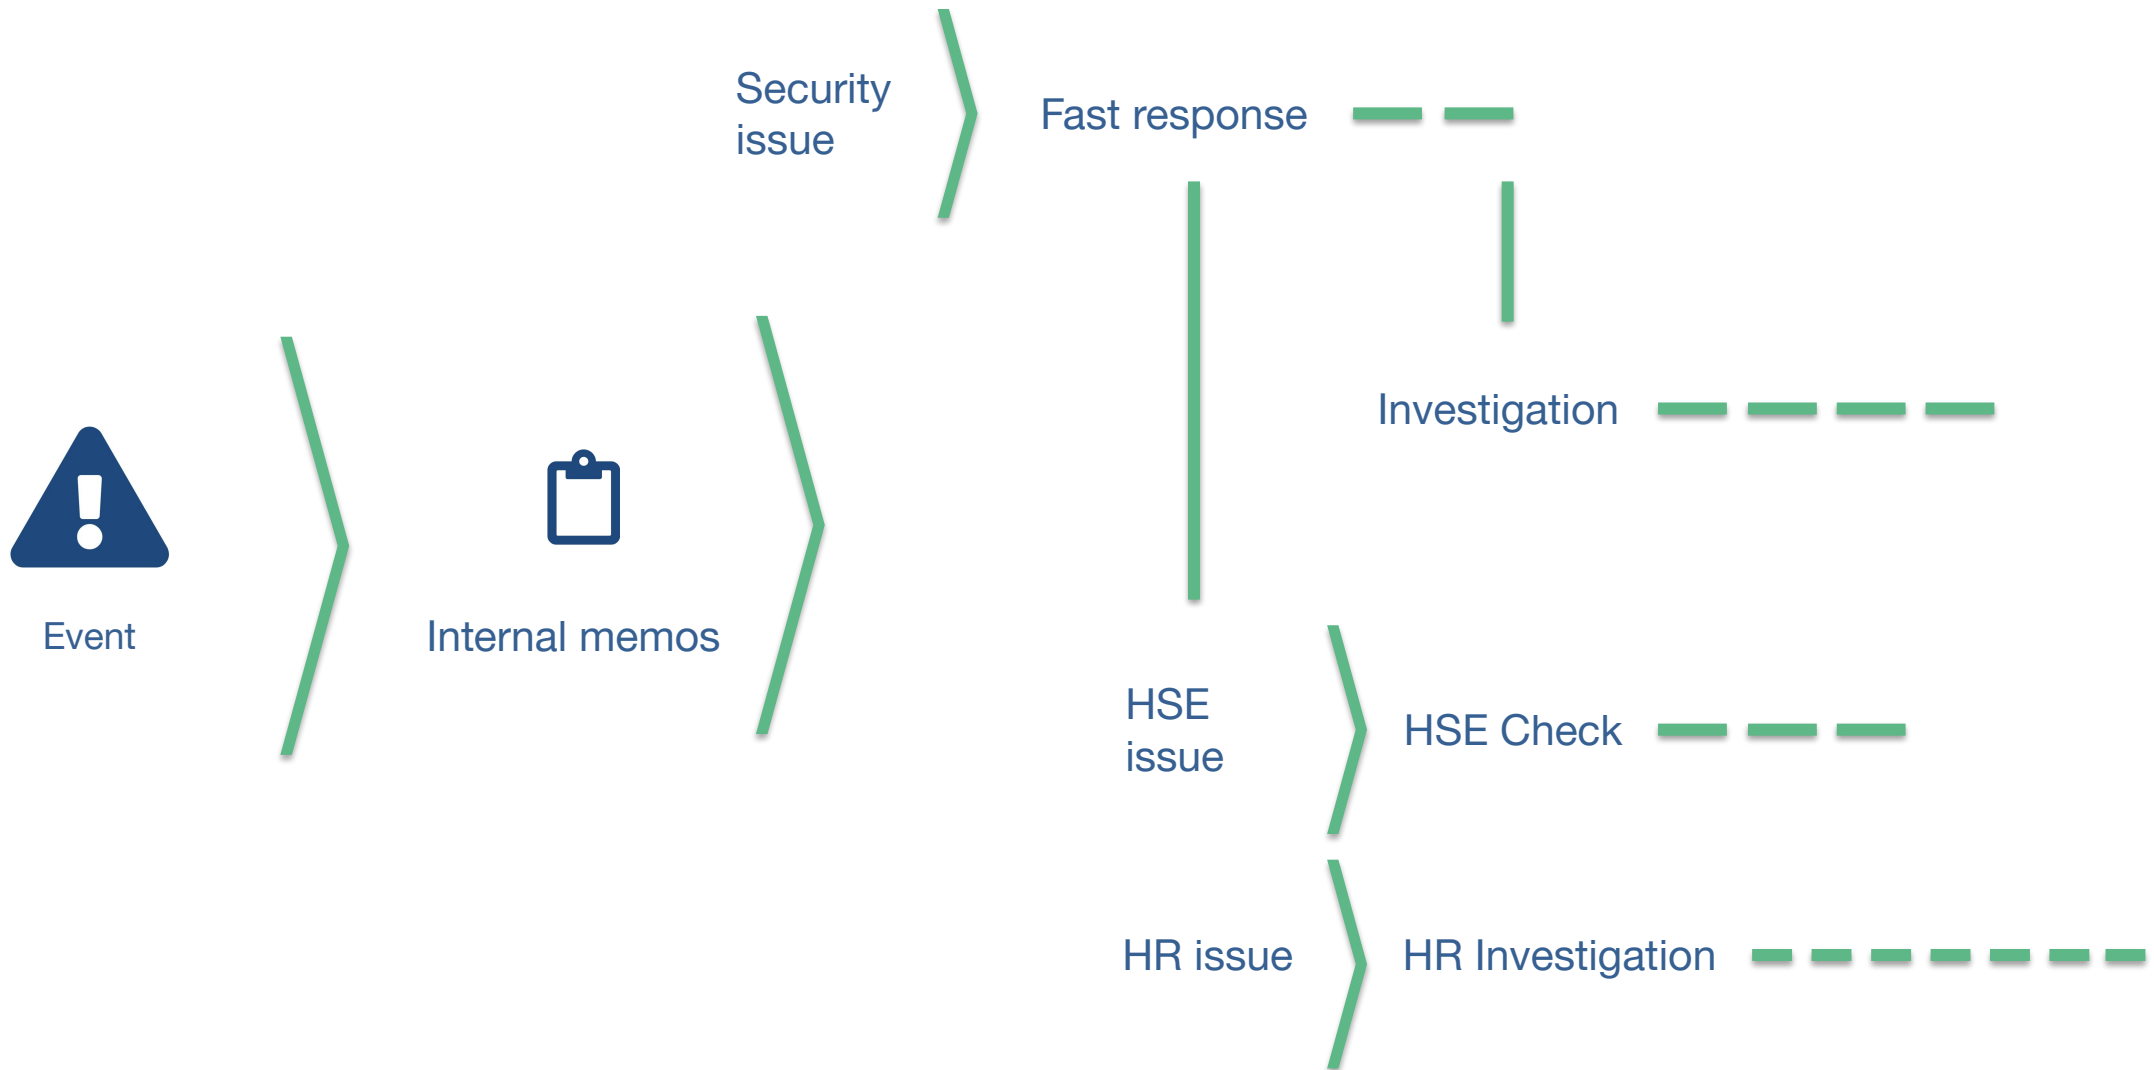 Security
issue
Fast response
Investigation
Event
Internal memos
HSE
issue
HSE Check
HR issue
HR Investigation